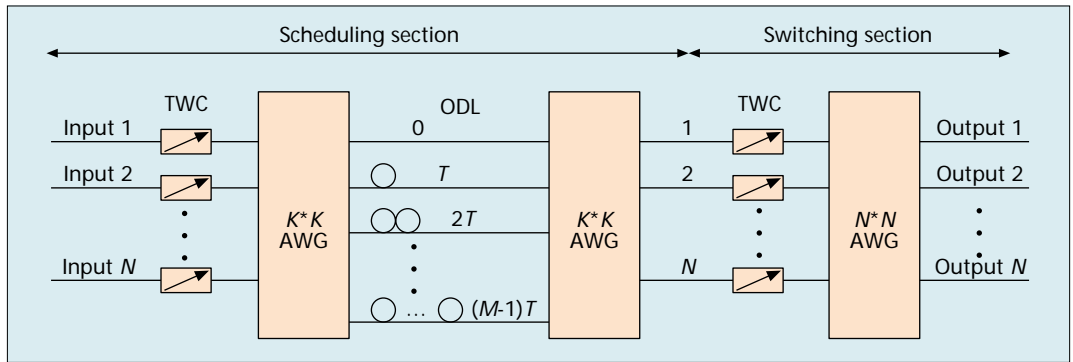 Scheduling section
Switching section
TWC
ODL
TWC
Input 1
0
1
Output 1
Input 2
T
2
Output 2
2T
K*K
AWG
K*K
AWG
N*N
AWG
Input N
N
Output N
... (M-1)T